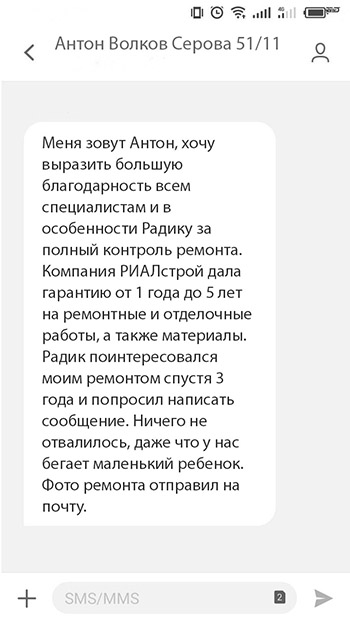 Антон Волков Серова 51/11
Меня зовут Антон, хочу
выразить большую
благодарность всем
специалистам и в
особенности Радику за
полный контроль ремонта.
Компания РИАЛстрой дала
гарантию от 1 года до 5 лет
на ремонтные и отделочные
работы, а также материалы.
Радик поинтересовался
моим ремонтом спустя 3
года и попросил написать
сообщение. Ничего не
отвалилось, даже что у нас
бегает маленький ребенок.
Фото ремонта отправил на
почту.
SMS/MMS
2